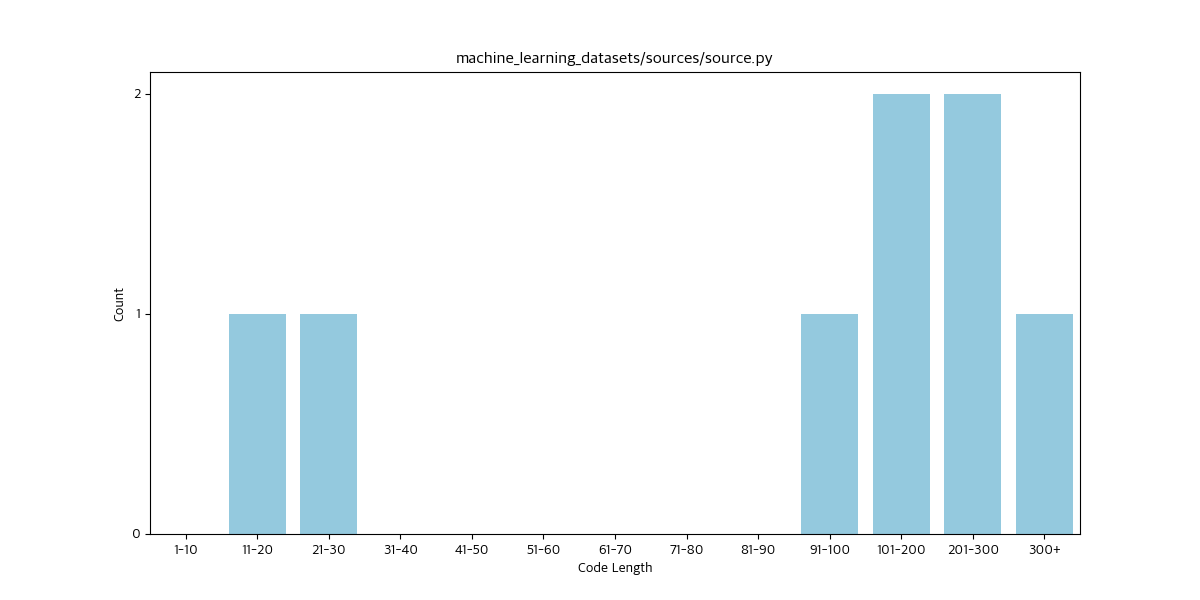 machine_learning_datasets/sources/source.py
2
1
0
Count
1-10 11-20 21-30 31-40 41-50 51-60 61-70 71-80 81-90 91-100 101-200 201-300 300+
Code Length